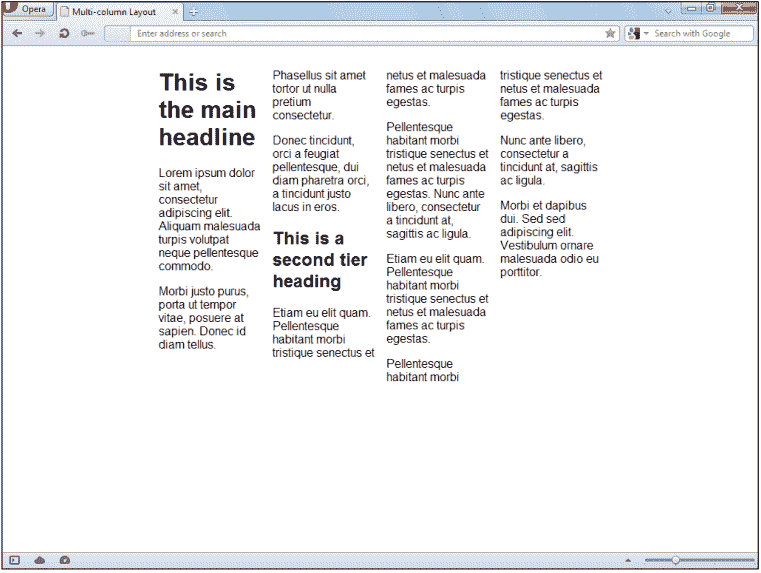 Opera
Multi-column Layout
Enter address or search
Search with Google
This is
the main
headline
Lorem ipsum dolor
sit amet,
consectetur
adipiscing elit.
Aliquam malesuada
turpis volutpat
neque pellentesque
commodo.
Morbi justo purus,
porta ut tempor
vitae, posuere at
sapien. Donec id
diam tellus.
Phasellus sit amet
tortor ut nulla
pretium
consectetur.
Donec tincidunt,
orci a feugiat
pellentesque, dui
diam pharetra orci,
a tincidunt justo
lacus in eros.
This is a
second tier
heading
Etiam eu elit quam.
Pellentesque
habitant morbi
tristique senectus et
netus et malesuada
fames ac turpis
egestas.
Pellentesque
habitant morbi
tristique senectus et
netus et malesuada
fames ac turpis
egestas. Nunc ante
libero, consectetur
a tincidunt at,
sagittis ac ligula.
Etiam eu elit quam.
Pellentesque
habitant morbi
tristique senectus et
netus et malesuada
fames ac turpis
egestas.
Pellentesque
habitant morbi
tristique senectus et
netus et malesuada
fames ac turpis
egestas.
Nunc ante libero,
consectetur a
tincidunt at, sagittis
ac ligula.
Morbi et dapibus
dui. Sed sed
adipiscing elit.
Vestibulum ornare
malesuada odio eu
porttitor.